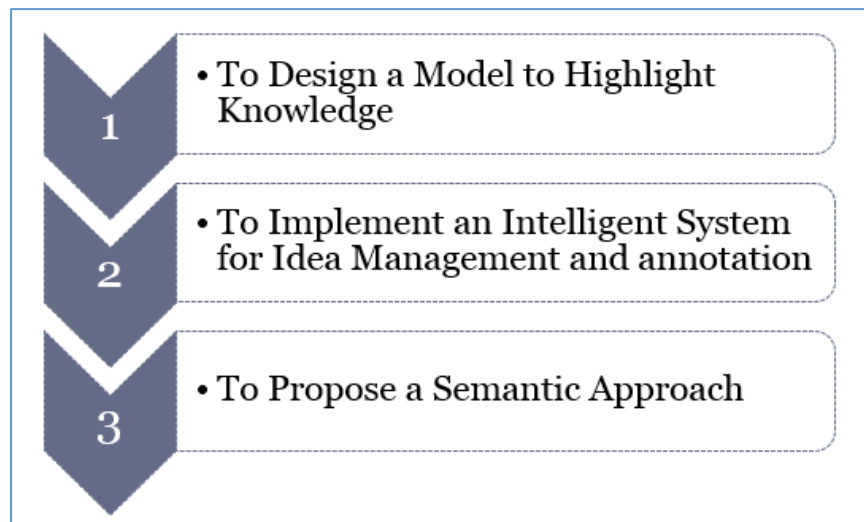 1
• To Design a Model to Highlight
Knowledge
2
• To Implement an Intelligent System
for Idea Management and annotation
3
• To Propose a Semantic Approach